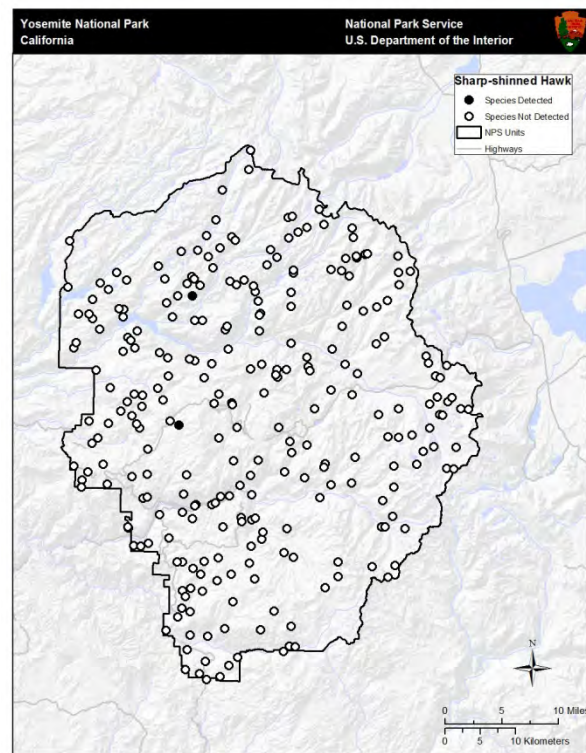 Yosemite National Park
California
National Park Service
U.S. Department of the Interior
Sharp-shinned Hawk
Species Detected
Species Not Detected
NPS Units
Highways
N
0 5 10 Miles
0 5 10 Kilometers